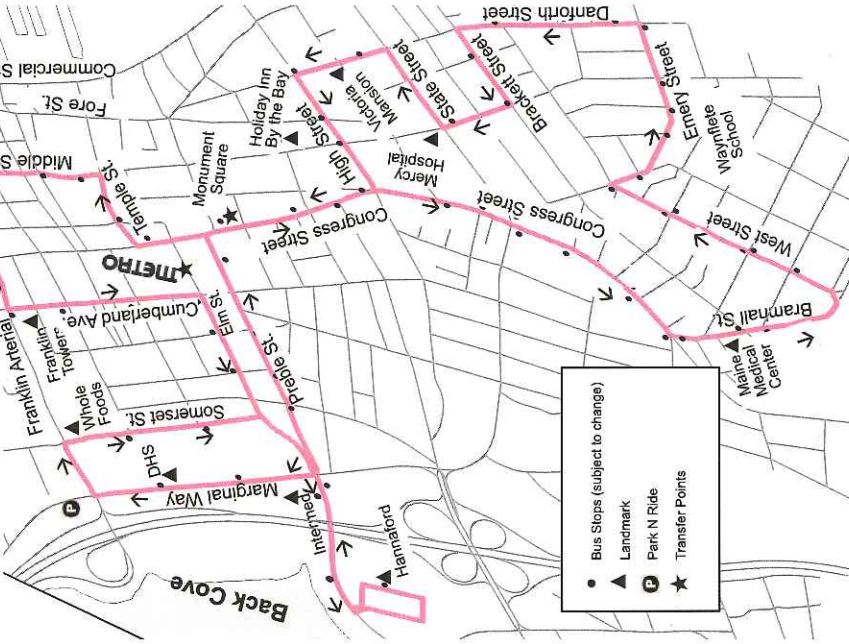 Danforth Street
Commercial S
Fore St.
Middle S
Holiday Inn
By the Bay
Victoria
Mansion
State Street
Brackett Street
Emery Street
Waynflete
School
Temple St.
Monument
Square
High
Street
Mercy
Hospital
Congress Street
Congress Street
West Street
Bramhall St.
METRO
Franklin Arterial
Franklin
Towers
Cumberland Ave.
Elm St.
Preble St.
Whole
Foods
Somerset St.
DHS
Marginal Way
P
Intermed
Hannaford
Back Cove
Maine
Medical
Center
Bus Stops (subject to change)
Landmark
P Park N Ride
Transfer Points